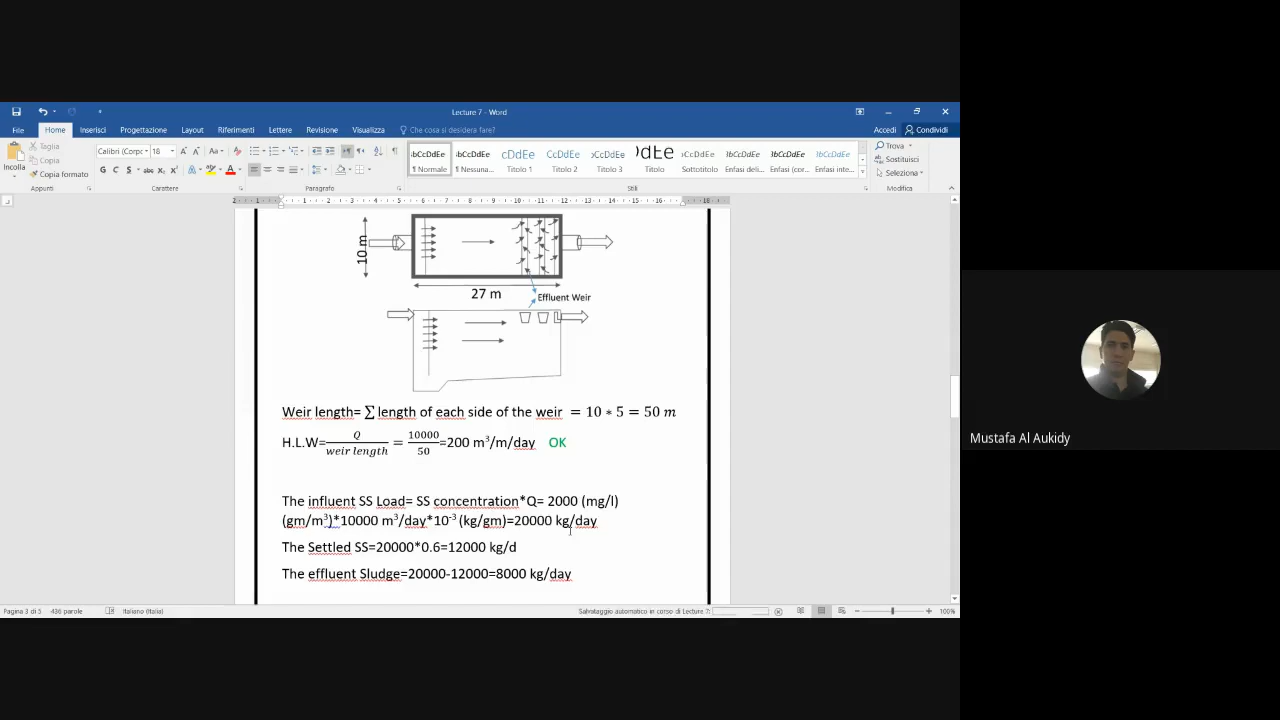 Lecture 7 - Word
File Home Inserisci Progettazione Layout Riferimenti Lettere Revisione Visualizza Che cosa si desidera fare? Accedi Condividi
Incolla Taglia Copia Copia formato Appunti
Calibri (Corpo 18 Carattere
Paragrafo
¶ Normale ¶ Nessuna... Titolo 1 Titolo 2 Titolo 3 Titolo Sottotitolo Enfasi deli... Enfasi (cor... Enfasi inte... Stili
Trova Sostituisci Seleziona Modifica
10 m
27 m
Effluent Weir
Weir length= ∑ length of each side of the weir = 10 ∗ 5 = 50 m
H.L.W=Q/weir length = 10000/50=200 m³/m/day OK
The influent SS Load= SS concentration*Q= 2000 (mg/l)
(gm/m³)*10000 m³/day*10⁻³ (kg/gm)=20000 kg/day
The Settled SS=20000*0.6=12000 kg/d
The effluent Sludge=20000-12000=8000 kg/day
Pagina 3 di 5 436 parole Italiano (Italia) Salvataggio automatico in corso di Lecture 7: 100%
Mustafa Al Aukidy